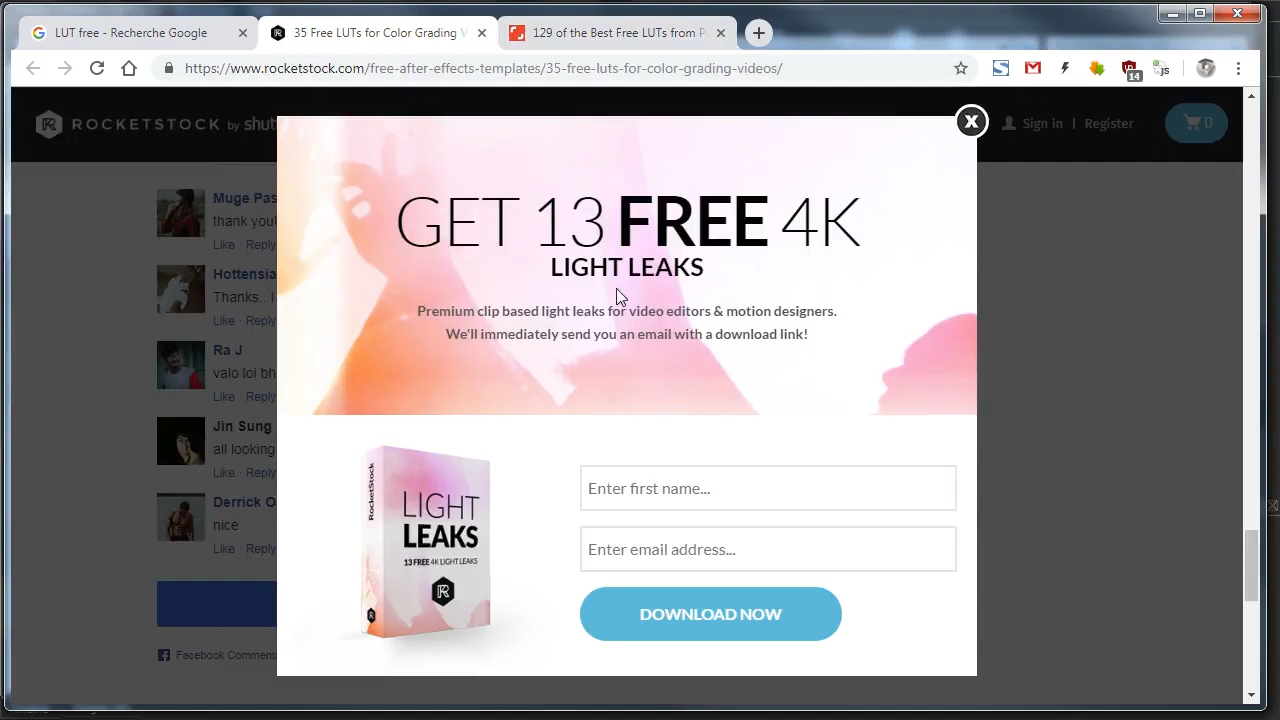 LUT free - Recherche Google
35 Free LUTs for Color Grading V
129 of the Best Free LUTs from P
https://www.rocketstock.com/free-after-effects-templates/35-free-luts-for-color-grading-videos/
14
js
ROCKETSTOCK by shut
Sign in | Register
0
X
GET 13 FREE 4K
LIGHT LEAKS
Premium clip based light leaks for video editors & motion designers.
We'll immediately send you an email with a download link!
Muge Pas
thank you!
Like · Reply
Hottensia
Thanks.. I
Like · Reply
Ra J
valo loi bh
Like · Reply
Jin Sung
all looking
Like · Reply
Derrick O
nice
Like · Reply
Facebook Comment
RocketStock
LIGHT
LEAKS
13 FREE 4K LIGHT LEAKS
Enter first name...
Enter email address...
DOWNLOAD NOW